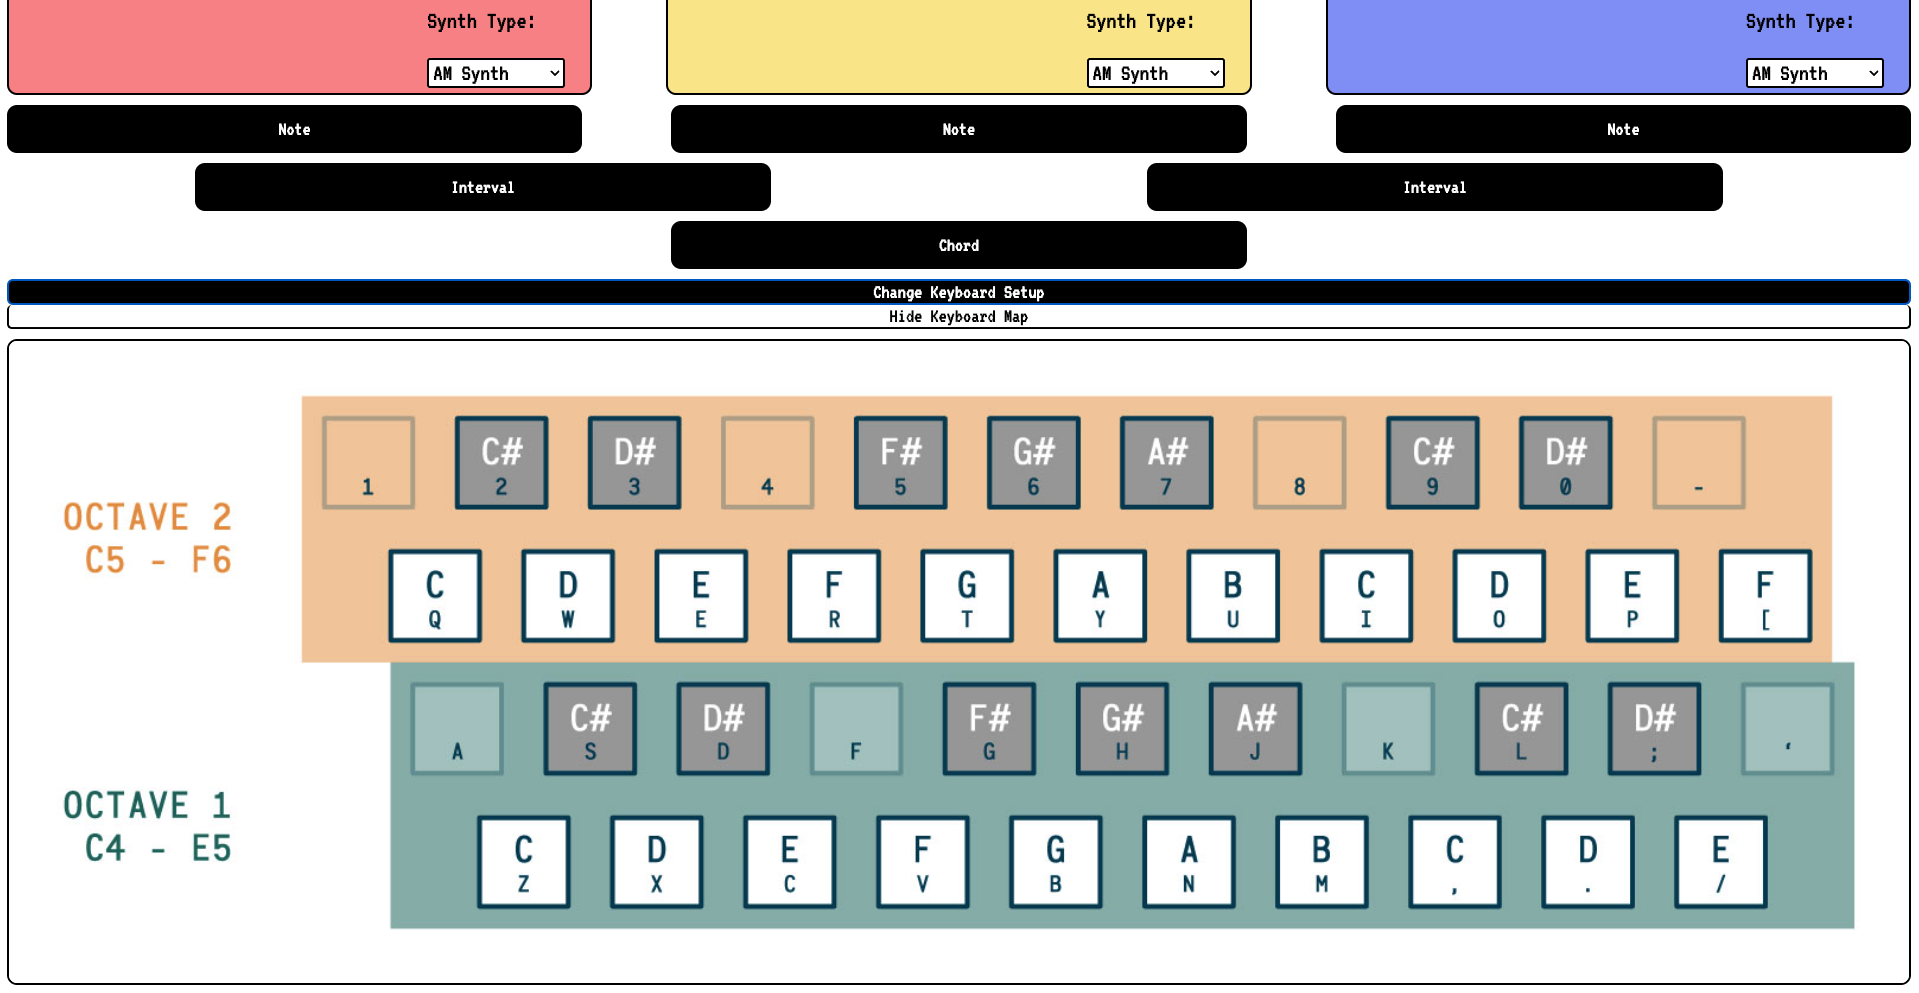 Synth Type: Synth Type: Synth Type:
AM Synth AM Synth AM Synth
Note Note Note
Interval Interval
Chord
Change Keyboard Setup
Hide Keyboard Map
OCTAVE 2
C5 - F6
C# D# F# G# A# C# D#
1 2 3 4 5 6 7 8 9 0 -
C D E F G A B C D E F
Q W E R T Y U I O P [
OCTAVE 1
C4 - E5
C# D# F# G# A# C# D#
A S D F G H J K L ; ‘
C D E F G A B C D E
Z X C V B N M , . /